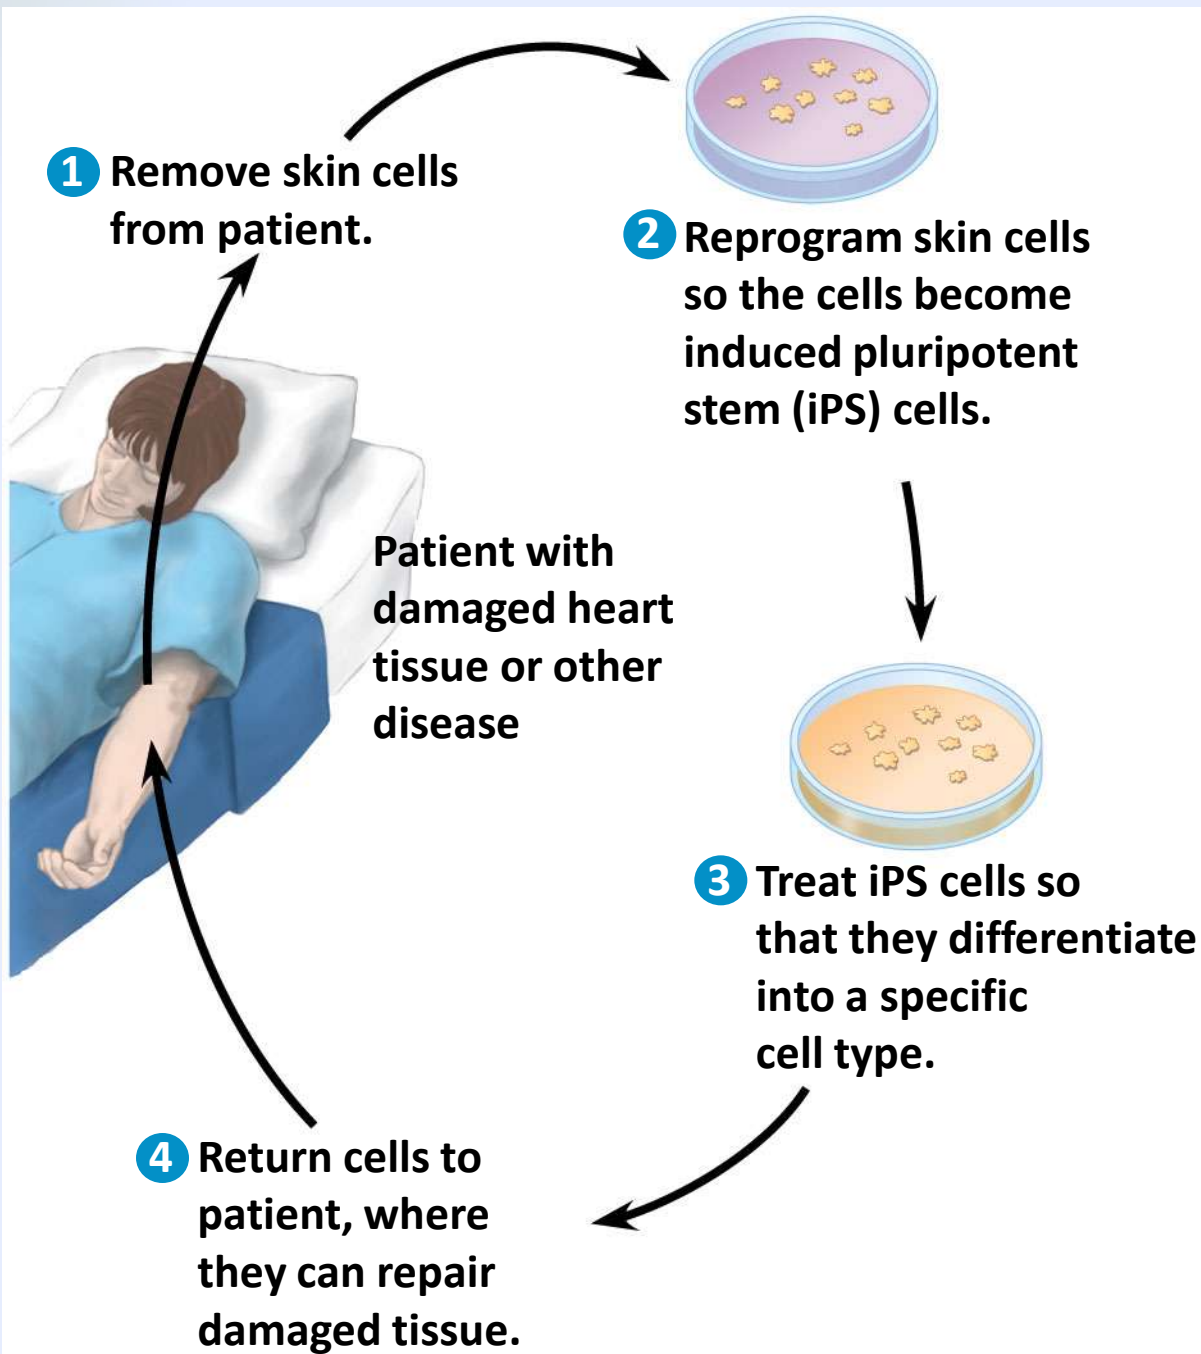 1 Remove skin cells
from patient.
2 Reprogram skin cells
so the cells become
induced pluripotent
stem (iPS) cells.
Patient with
damaged heart
tissue or other
disease
3 Treat iPS cells so
that they differentiate
into a specific
cell type.
4 Return cells to
patient, where
they can repair
damaged tissue.